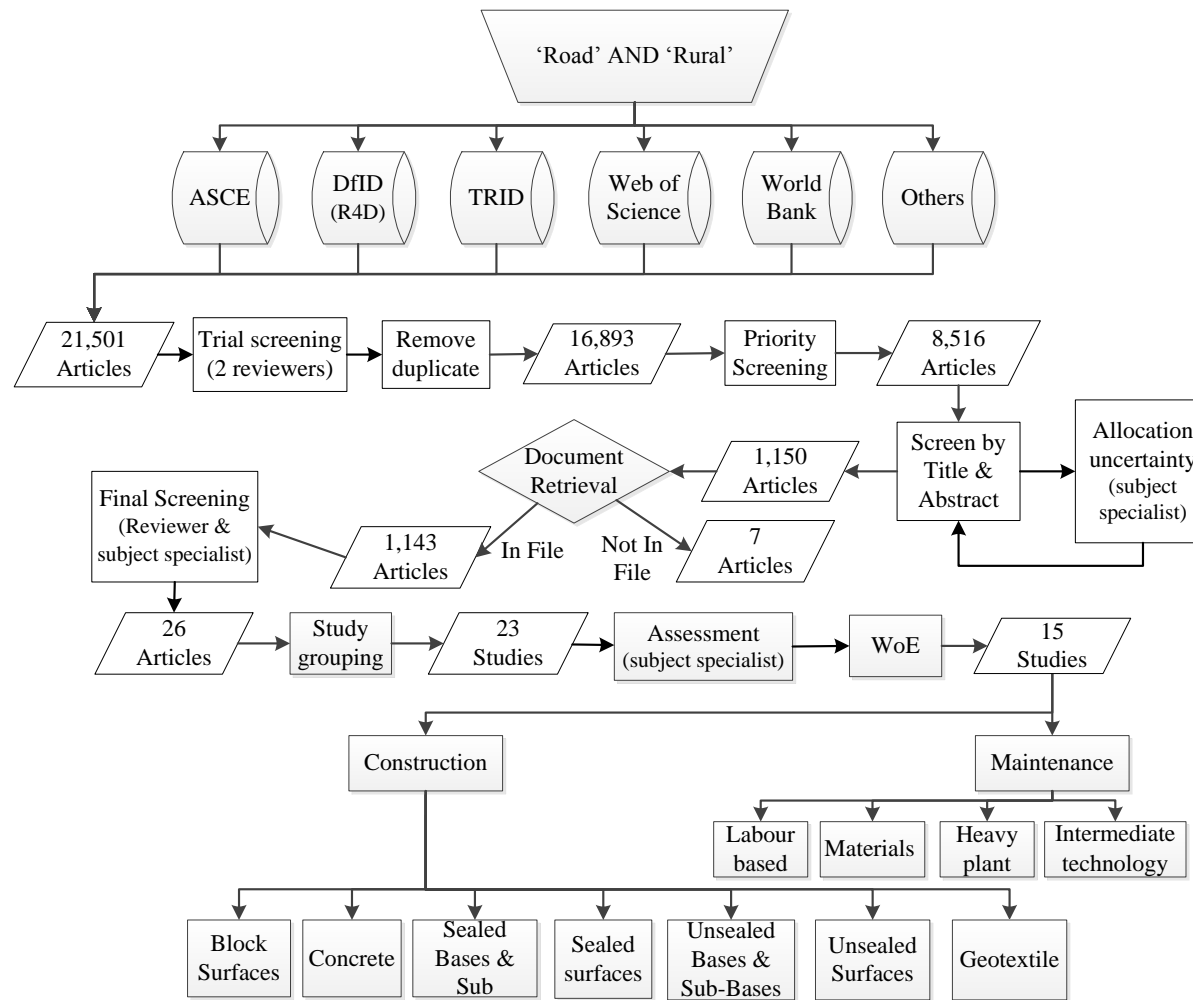 ‘Road’ AND ‘Rural’
ASCE
DfID
(R4D)
TRID
Web of
Science
World
Bank
Others
21,501
Articles
Trial screening
(2 reviewers)
Remove
duplicate
16,893
Articles
Priority
Screening
8,516
Articles
Screen by
Title &
Abstract
Allocation
uncertainty
(subject
specialist)
1,150
Articles
Document
Retrieval
In File
Not In
File
7
Articles
1,143
Articles
Final Screening
(Reviewer &
subject specialist)
26
Articles
Study
grouping
23
Studies
Assessment
(subject specialist)
WoE
15
Studies
Construction
Maintenance
Labour
based
Materials
Heavy
plant
Intermediate
technology
Block
Surfaces
Concrete
Sealed
Bases &
Sub
Sealed
surfaces
Unsealed
Bases &
Sub-Bases
Unsealed
Surfaces
Geotextile